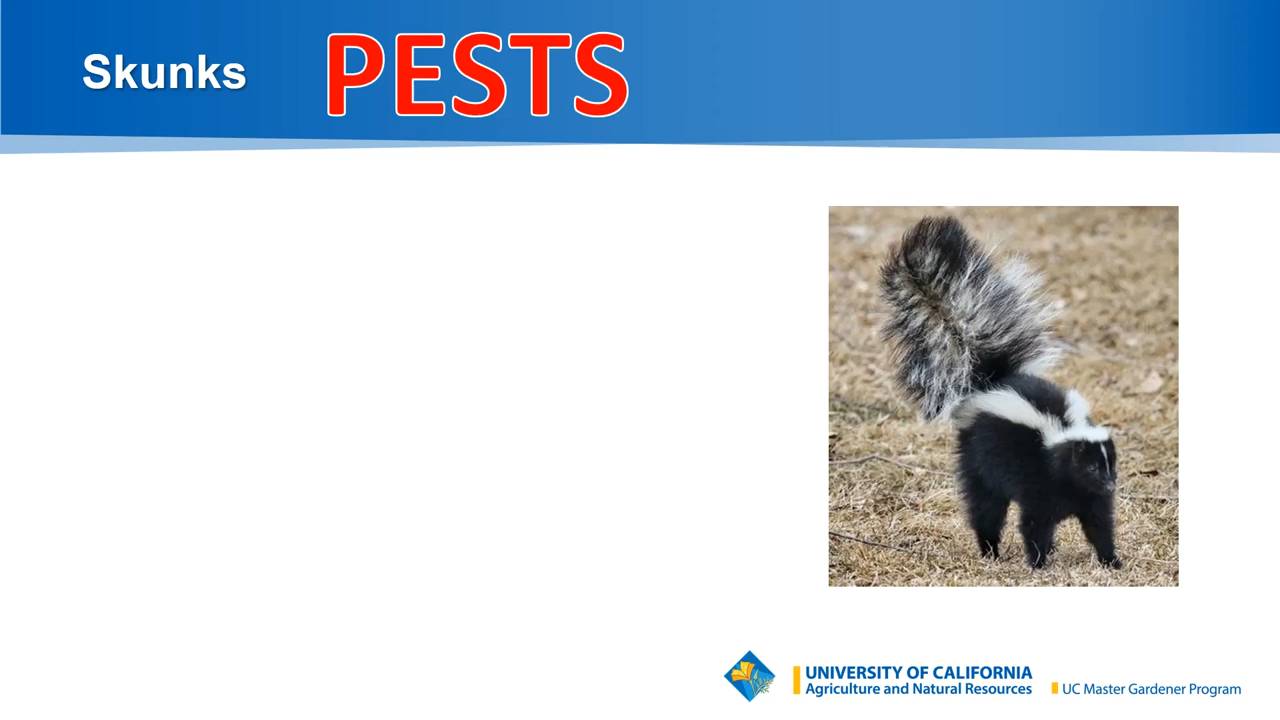 Skunks PESTS
UNIVERSITY OF CALIFORNIA
Agriculture and Natural Resources
UC Master Gardener Program